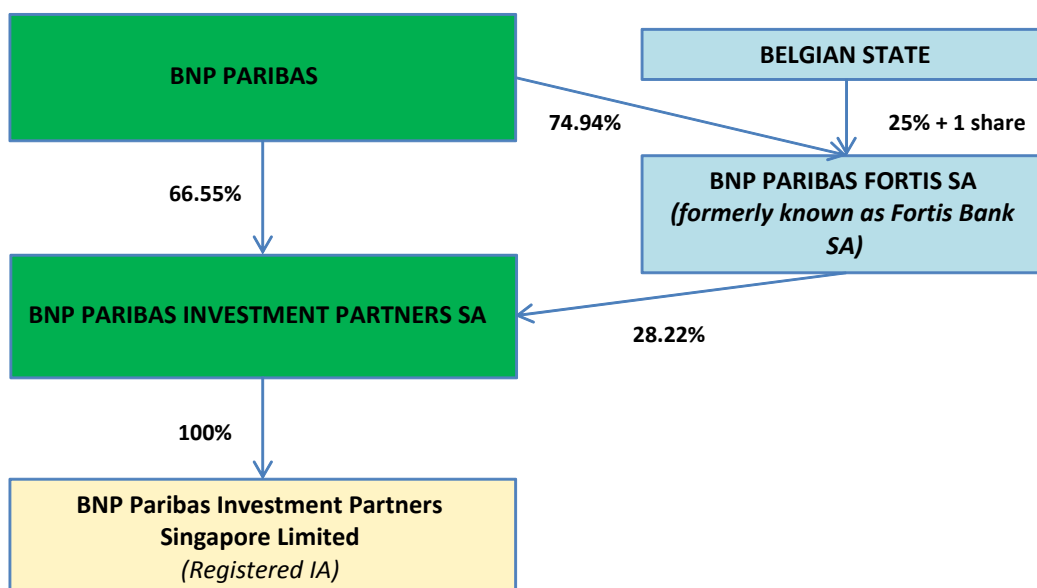 BNP PARIBAS
BELGIAN STATE
74.94%
25% + 1 share
66.55%
BNP PARIBAS FORTIS SA
(formerly known as Fortis Bank
SA)
BNP PARIBAS INVESTMENT PARTNERS SA
28.22%
100%
BNP Paribas Investment Partners
Singapore Limited
(Registered IA)